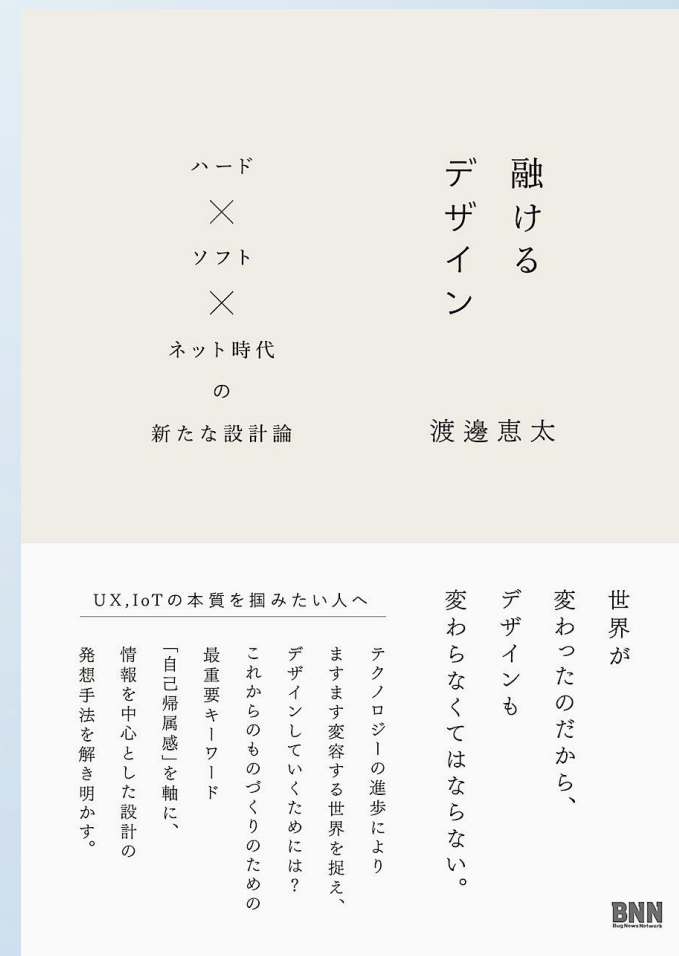 融ける
デザイン
渡邊恵太
ハード
×
ソフト
×
ネット時代
の
新たな設計論
世界が
変わったのだから、
デザインも
変わらなくてはならない。
UX,IoTの本質を掴みたい人へ
テクノロジーの進歩により
ますます変容する世界を捉え、
デザインしていくためには？
これからのものづくりのための
最重要キーワード
「自己帰属感」を軸に、
情報を中心とした設計の
発想手法を解き明かす。
BNN
BugNewsNetwork